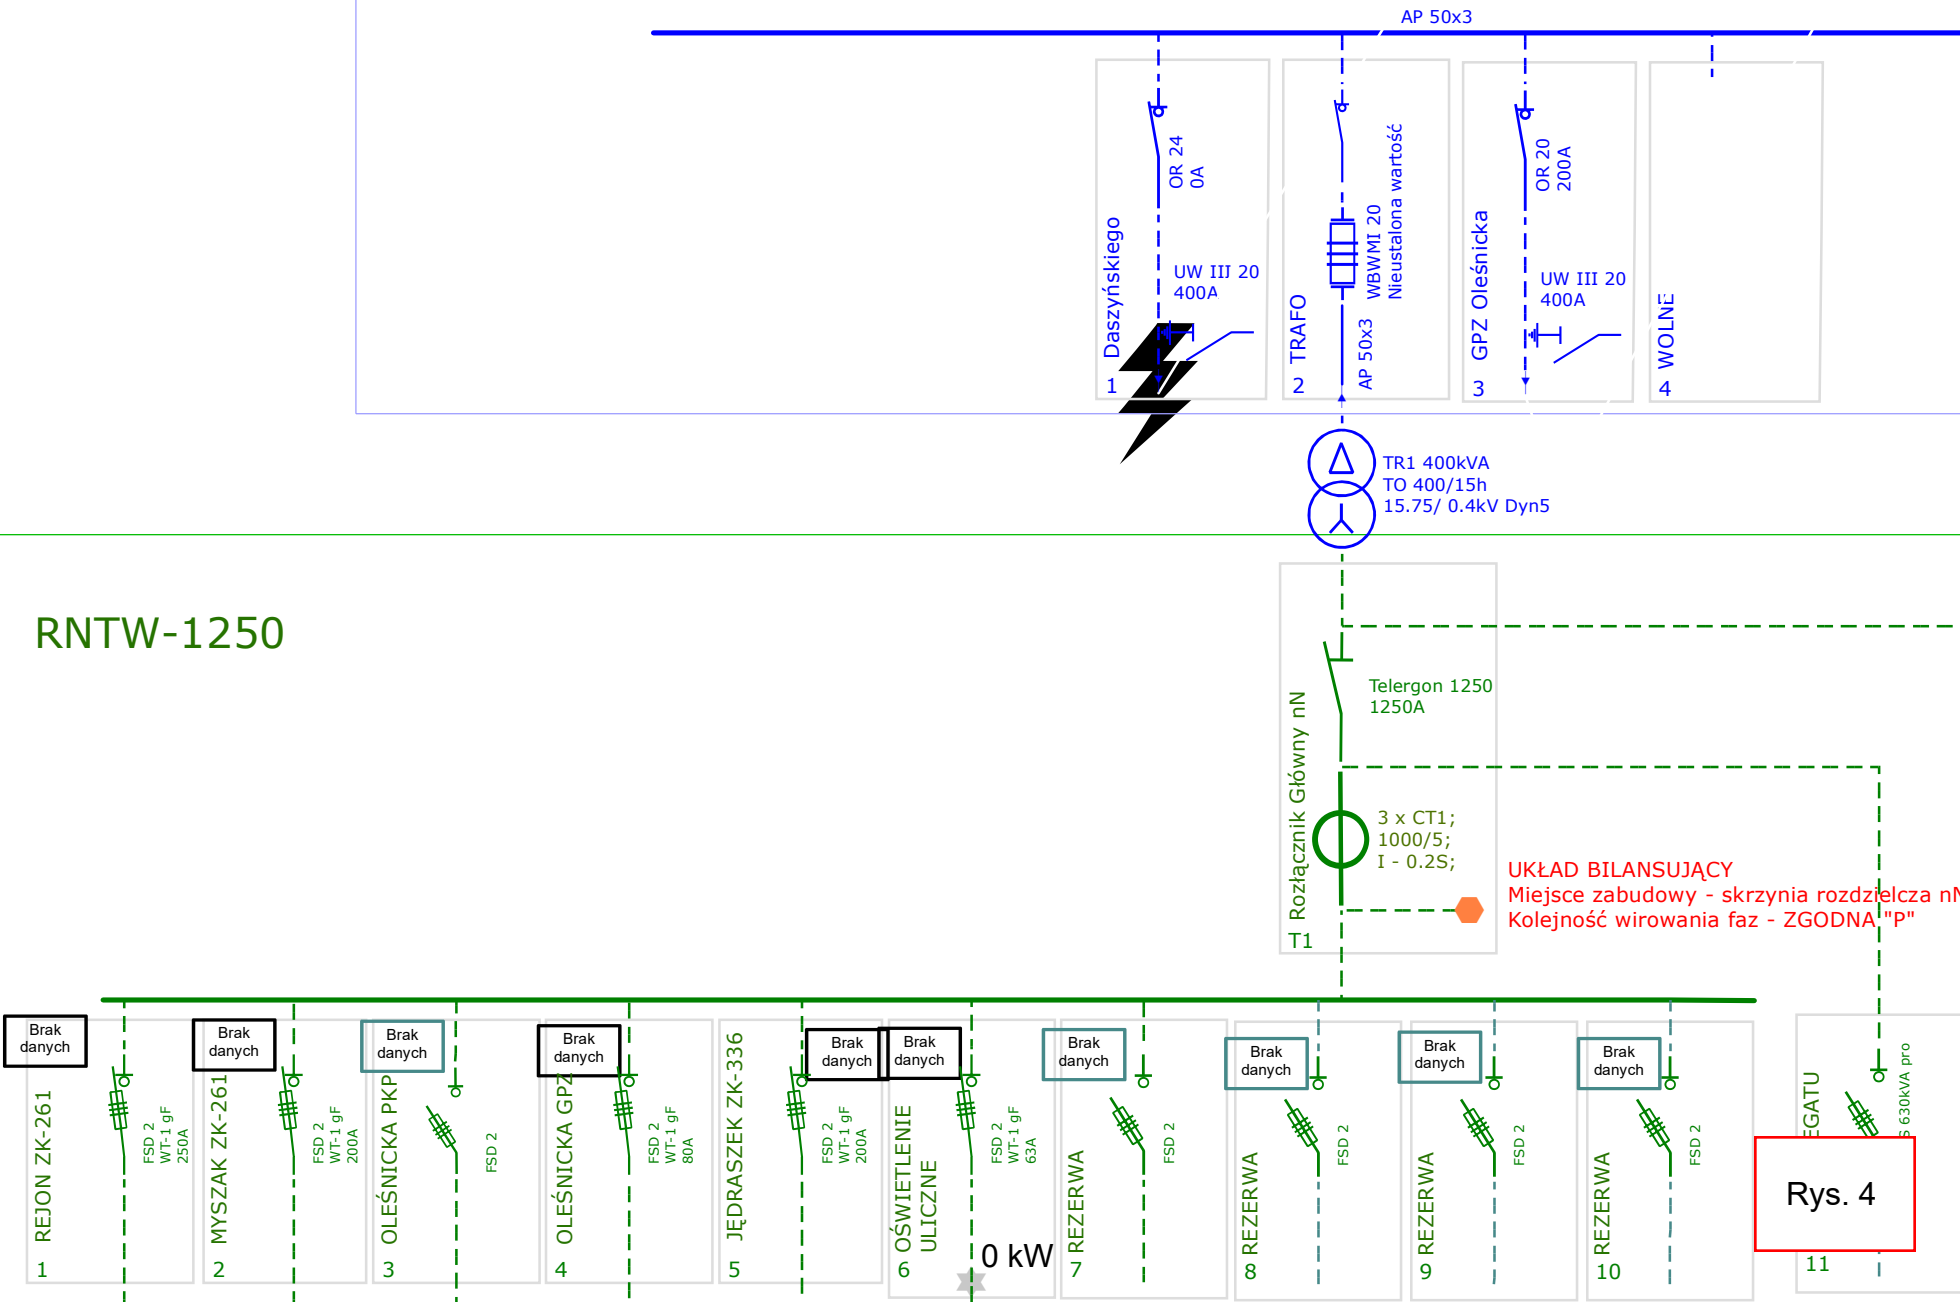 AP 50x3
OR 24
0A
Daszyńskiego
UW III 20
400A
1
WBWMI 20
Nieustalona wartość
TRAFO
AP 50x3
2
OR 20
200A
GPZ Oleśnicka
UW III 20
400A
3
WOLNE
4
TR1 400kVA
TO 400/15h
15.75/ 0.4kV Dyn5
RNTW-1250
Rozłącznik Główny nN
Telergon 1250
1250A
3 x CT1;
1000/5;
I - 0.2S;
T1
UKŁAD BILANSUJĄCY
Miejsce zabudowy - skrzynia rozdzielcza nN
Kolejność wirowania faz - ZGODNA "P"
Brak
danych
REJON ZK-261
FSD 2
WT-1 gF
250A
1
Brak
danych
MYSZAK ZK-261
FSD 2
WT-1 gF
200A
2
Brak
danych
OLEŚNICKA PKP
FSD 2
3
Brak
danych
OLEŚNICKA GPZ
FSD 2
WT-1 gF
80A
4
JĘDRASZEK ZK-336
Brak
danych
FSD 2
WT-1 gF
200A
5
Brak
danych
OŚWIETLENIE
ULICZNE
FSD 2
WT-1 gF
63A
6
0 kW
Brak
danych
REZERWA
FSD 2
7
Brak
danych
REZERWA
FSD 2
8
Brak
danych
REZERWA
FSD 2
9
Brak
danych
REZERWA
FSD 2
10
EGATU
S 630kVA pro
Rys. 4
11